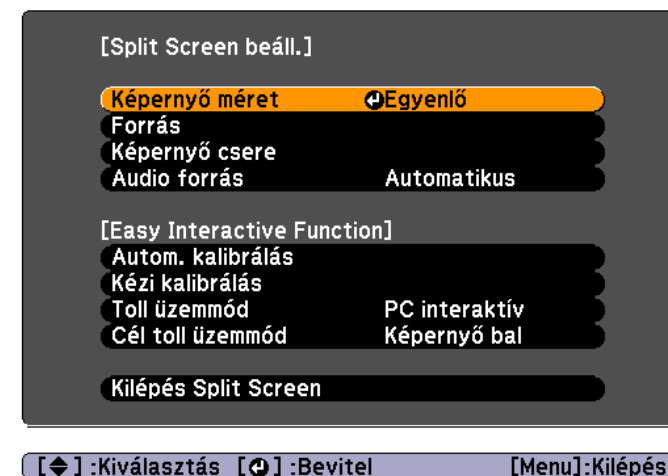 [Split Screen beáll.]
Képernyő méret Egyenlő
Forrás
Képernyő csere
Audio forrás Automatikus
[Easy Interactive Function]
Autom. kalibrálás
Kézi kalibrálás
Toll üzemmód PC interaktív
Cél toll üzemmód Képernyő bal
Kilépés Split Screen
[ ] :Kiválasztás [ ] :Bevitel [Menu]:Kilépés